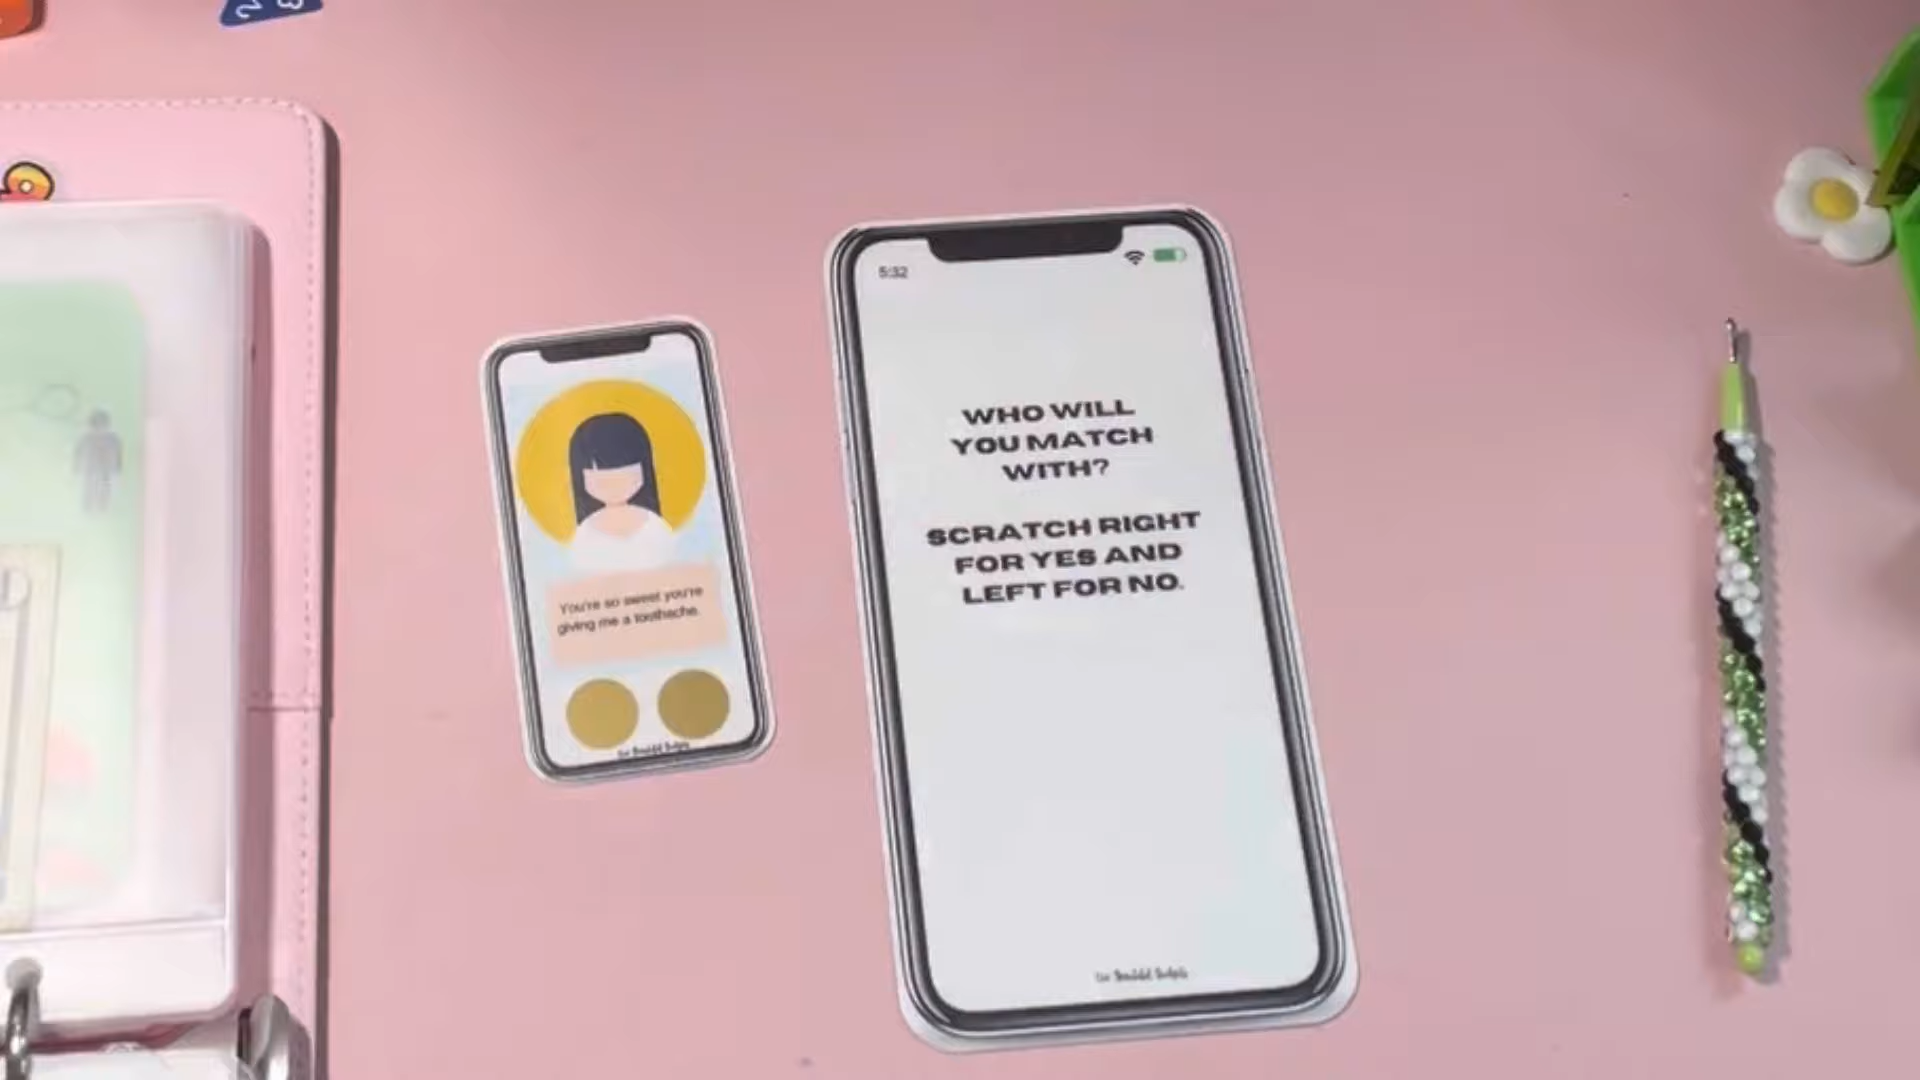 5:32
WHO WILL
YOU MATCH
WITH?
SCRATCH RIGHT
FOR YES AND
LEFT FOR NO.
You're so sweet you're
giving me a toothache.